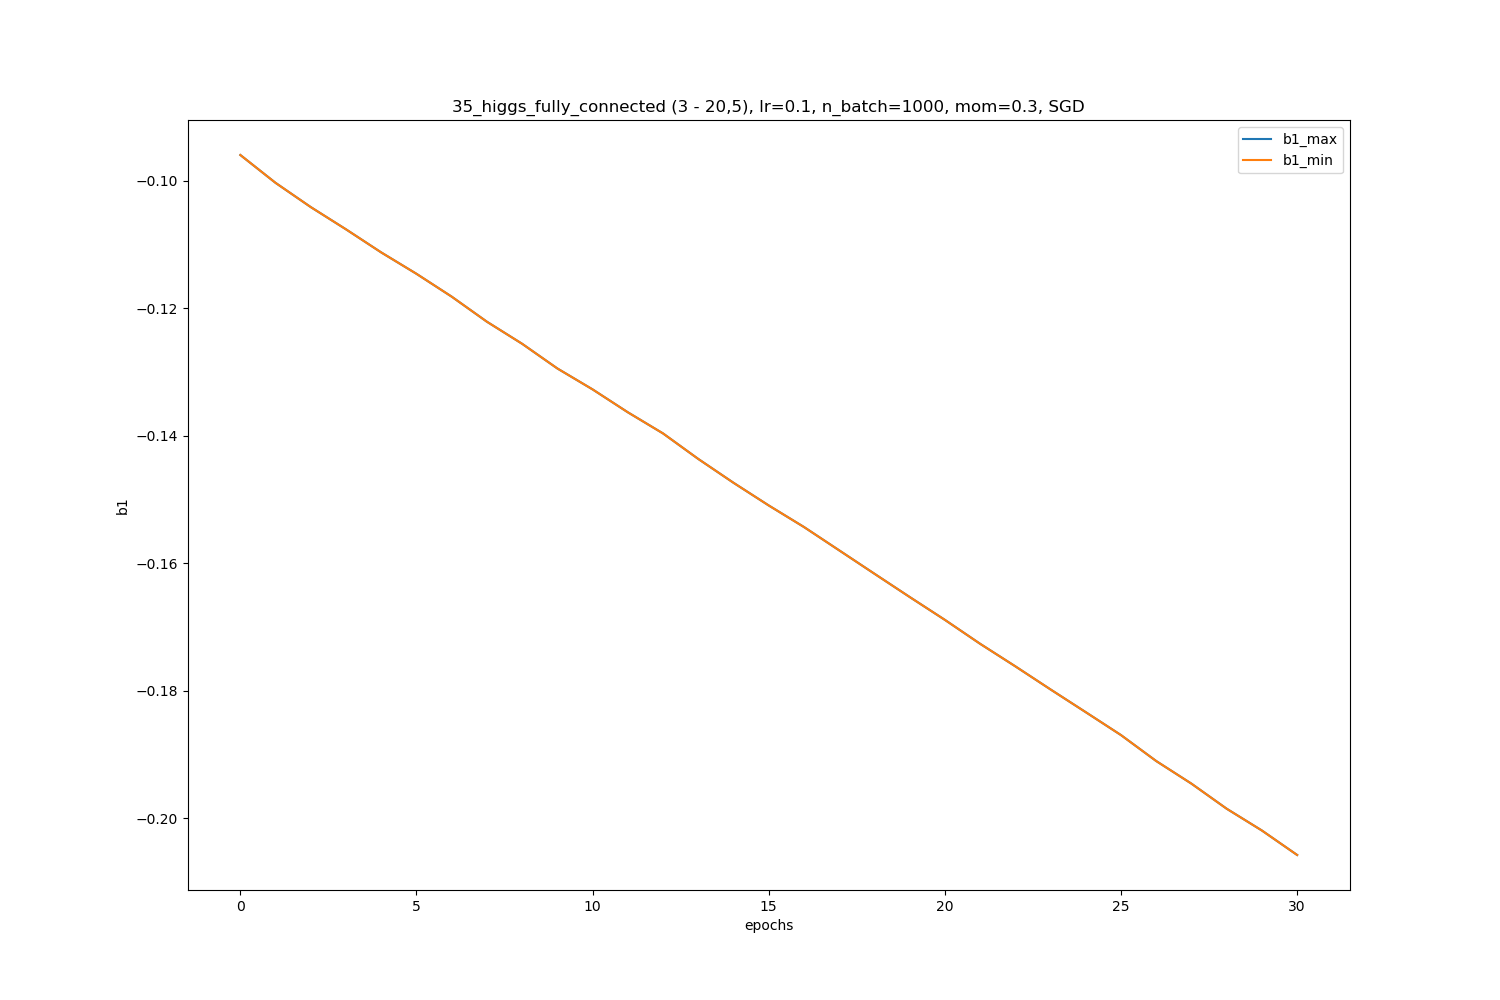 35_higgs_fully_connected (3 - 20,5), lr=0.1, n_batch=1000, mom=0.3, SGD
b1_max
b1_min
−0.10
−0.12
−0.14
−0.16
−0.18
−0.20
b1
0 5 10 15 20 25 30
epochs